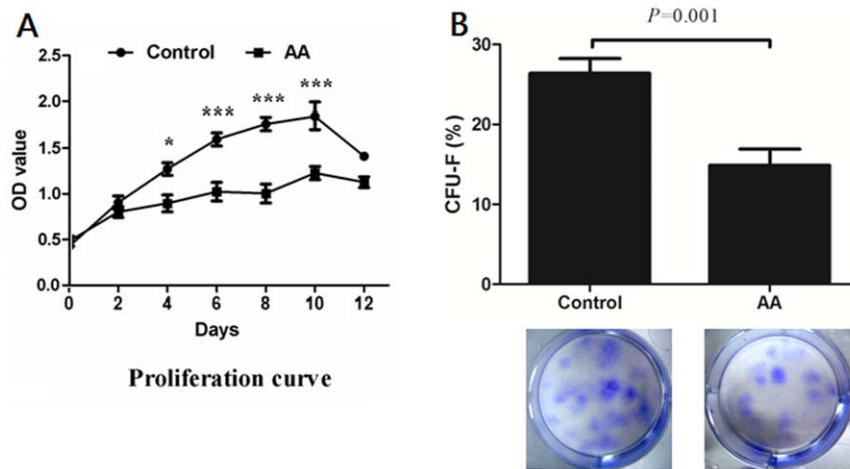 A
Control AA
* *** *** ***
OD value
2.5
2.0
1.5
1.0
0.5
0.0
0 2 4 6 8 10 12
Days
Proliferation curve
B
P=0.001
CFU-F (%)
30
20
10
0
Control AA